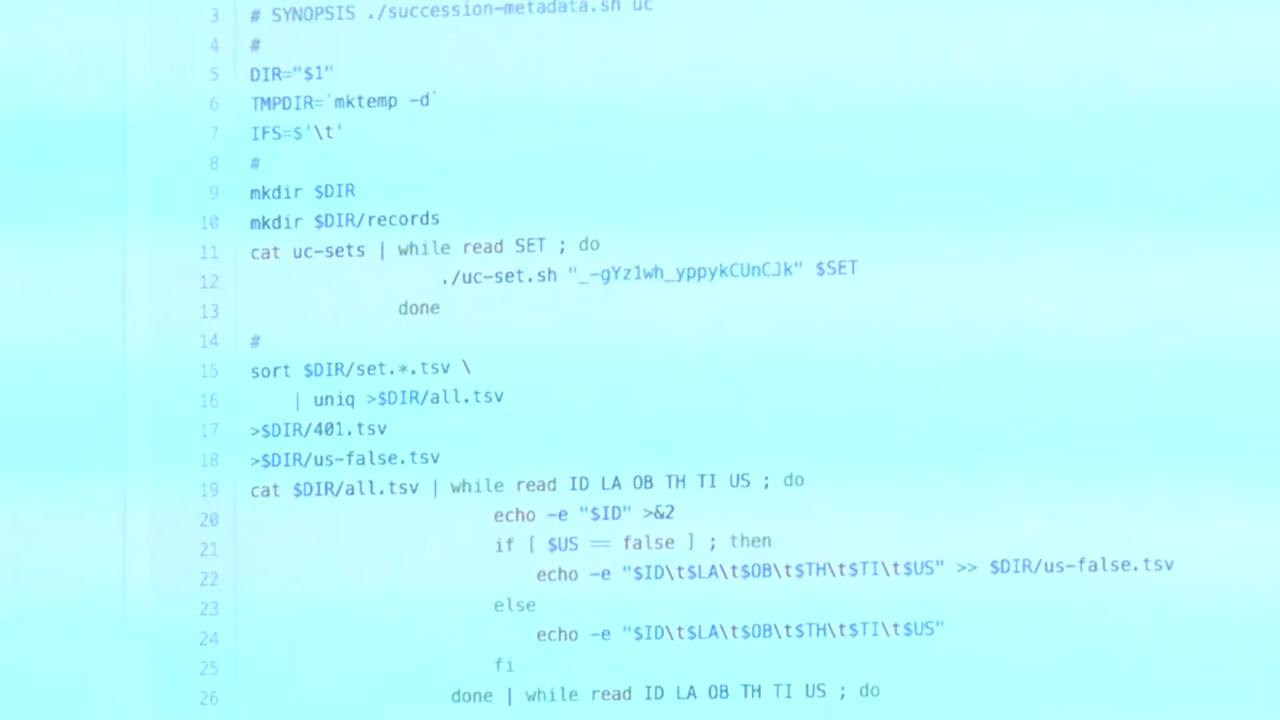 3 # SYNOPSIS ./succession-metadata.sh uc
4 #
5 DIR="$1"
6 TMPDIR=`mktemp -d`
7 IFS=$'\t'
8 #
9 mkdir $DIR
10 mkdir $DIR/records
11 cat uc-sets | while read SET ; do
12 ./uc-set.sh "_-gYz1wh_yppykCUnCJk" $SET
13 done
14 #
15 sort $DIR/set.*.tsv \
16 | uniq >$DIR/all.tsv
17 >$DIR/401.tsv
18 >$DIR/us-false.tsv
19 cat $DIR/all.tsv | while read ID LA OB TH TI US ; do
20 echo -e "$ID" >&2
21 if [ $US == false ] ; then
22 echo -e "$ID\t$LA\t$OB\t$TH\t$TI\t$US" >> $DIR/us-false.tsv
23 else
24 echo -e "$ID\t$LA\t$OB\t$TH\t$TI\t$US"
25 fi
26 done | while read ID LA OB TH TI US ; do